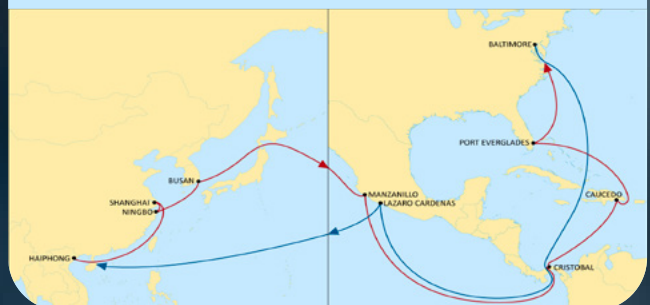 BALTIMORE
PORT EVERGLADES
BUSAN
MANZANILLO
CAUCEDO
SHANGHAI
LAZARO CARDENAS
NINGBO
HAIPHONG
CRISTOBAL